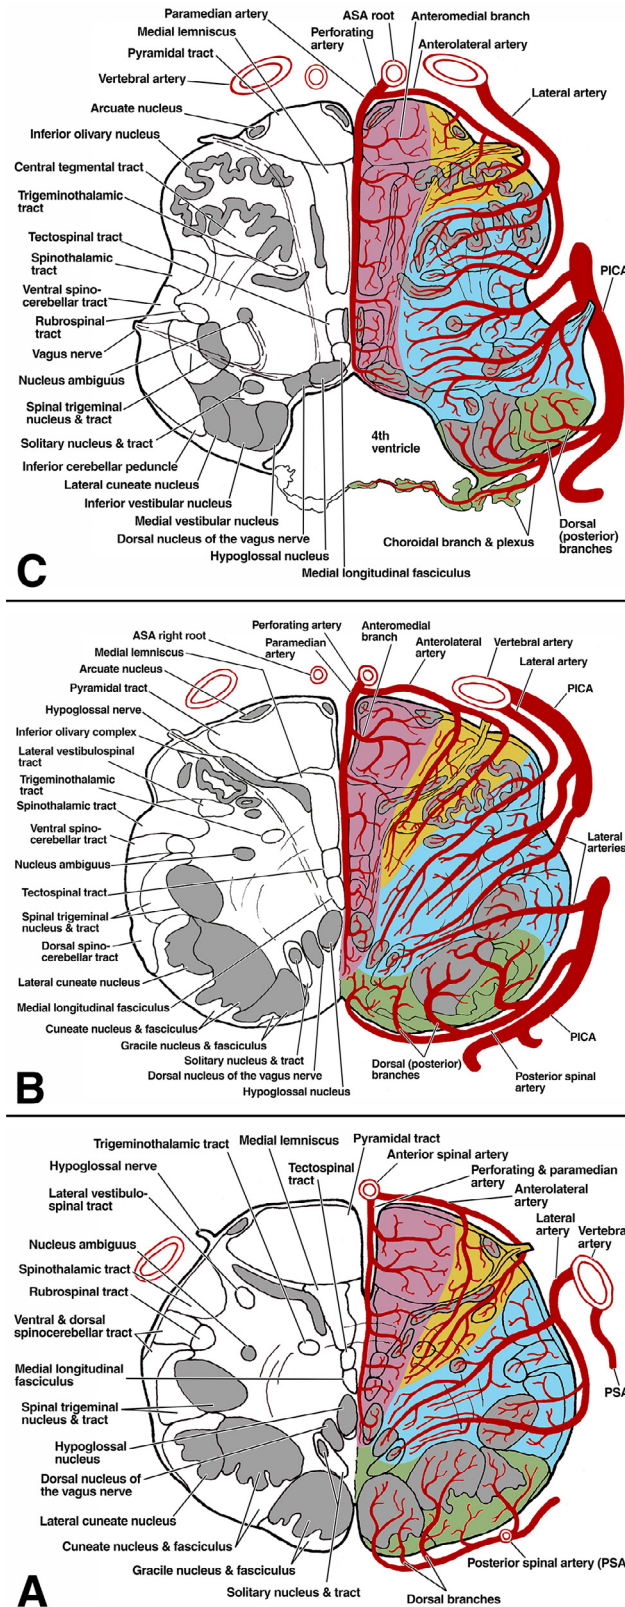 Paramedian artery
Medial lemniscus
Pyramidal tract
Vertebral artery
Arcuate nucleus
Inferior olivary nucleus
Central tegmental tract
Trigeminothalamic
tract
Tectospinal tract
Spinothalamic
tract
Ventral spino-
cerebellar tract
Rubrospinal
tract
Vagus nerve
Nucleus ambiguus
Spinal trigeminal
nucleus & tract
Solitary nucleus & tract
Inferior cerebellar peduncle
Lateral cuneate nucleus
Inferior vestibular nucleus
Medial vestibular nucleus
Dorsal nucleus of the vagus nerve
Hypoglossal nucleus
Medial longitudinal fasciculus
ASA root
Perforating
artery
Anteromedial branch
Anterolateral artery
Lateral artery
PICA
4th
ventricle
Choroidal branch & plexus
Dorsal
(posterior)
branches
C
ASA right root
Medial lemniscus
Arcuate nucleus
Pyramidal tract
Hypoglossal nerve
Inferior olivary complex
Lateral vestibulospinal
tract
Trigeminothalamic
tract
Spinothalamic tract
Ventral spino-
cerebellar tract
Nucleus ambiguus
Tectospinal tract
Spinal trigeminal
nucleus & tract
Dorsal spino-
cerebellar tract
Lateral cuneate nucleus
Medial longitudinal fasciculus
Cuneate nucleus & fasciculus
Gracile nucleus & fasciculus
Solitary nucleus & tract
Dorsal nucleus of the vagus nerve
Hypoglossal nucleus
Perforating artery
Paramedian
artery
Anteromedial
branch
Anterolateral
artery
Vertebral artery
Lateral artery
PICA
Lateral
arteries
PICA
Dorsal (posterior)
branches
Posterior spinal
artery
B
Trigeminothalamic tract
Hypoglossal nerve
Lateral vestibulo-
spinal tract
Nucleus ambiguus
Spinothalamic tract
Rubrospinal tract
Ventral & dorsal
spinocerebellar tract
Medial longitudinal
fasciculus
Spinal trigeminal
nucleus & tract
Hypoglossal
nucleus
Dorsal nucleus of
the vagus nerve
Lateral cuneate nucleus
Cuneate nucleus & fasciculus
Gracile nucleus & fasciculus
Solitary nucleus & tract
Medial lemniscus
Tectospinal
tract
Pyramidal tract
Anterior spinal artery
Perforating & paramedian
artery
Anterolateral
artery
Lateral
artery
Vertebra
artery
PSA
Posterior spinal artery (PSA
Dorsal branches
A